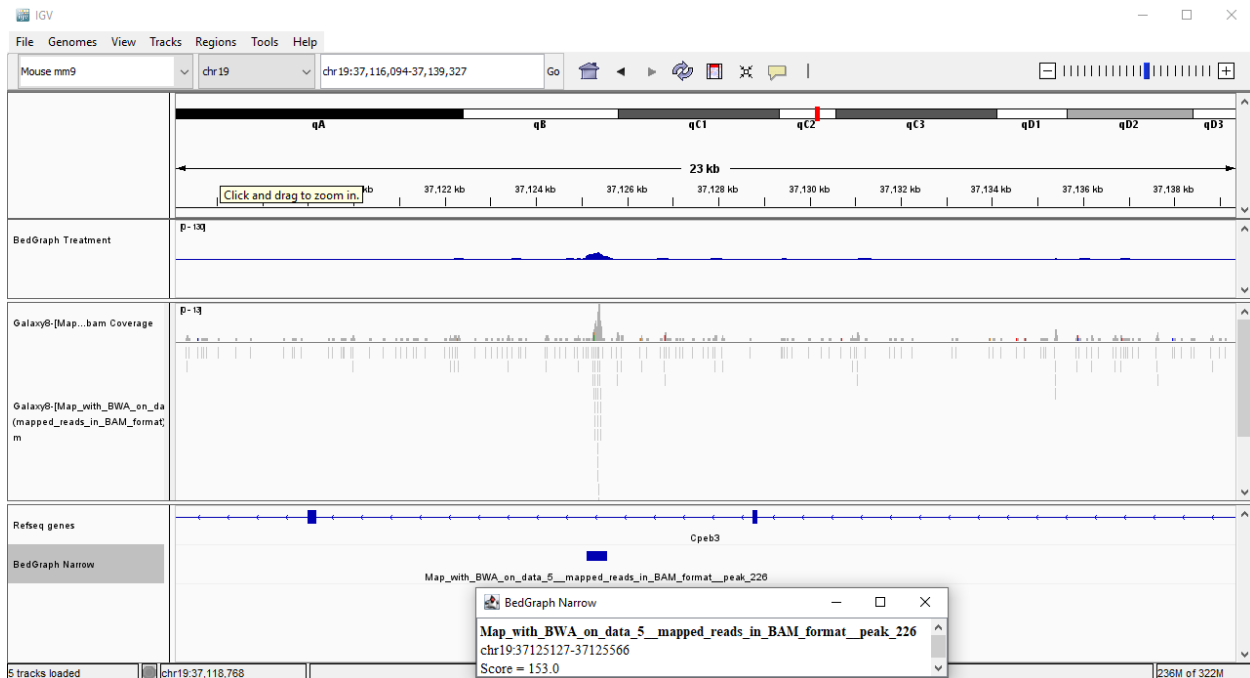 IGV
File Genomes View Tracks Regions Tools Help
Mouse mm9 chr19 chr19:37,116,094-37,139,327 Go
qA qB qC1 qC2 qC3 qD1 qD2 qD3
23 kb
kb 37,122 kb 37,124 kb 37,126 kb 37,128 kb 37,130 kb 37,132 kb 37,134 kb 37,136 kb 37,138 kb
Click and drag to zoom in.
[0 - 130]
BedGraph Treatment
[0 - 13]
Galaxy8-[Map...bam Coverage
Galaxy8-[Map_with_BWA_on_da
(mapped_reads_in_BAM_format)
m
Refseq genes
Cpeb3
BedGraph Narrow
Map_with_BWA_on_data_5__mapped_reads_in_BAM_format__peak_226
BedGraph Narrow
Map_with_BWA_on_data_5__mapped_reads_in_BAM_format__peak_226
chr19:37125127-37125566
Score = 153.0
5 tracks loaded chr19:37,118,768 236M of 322M